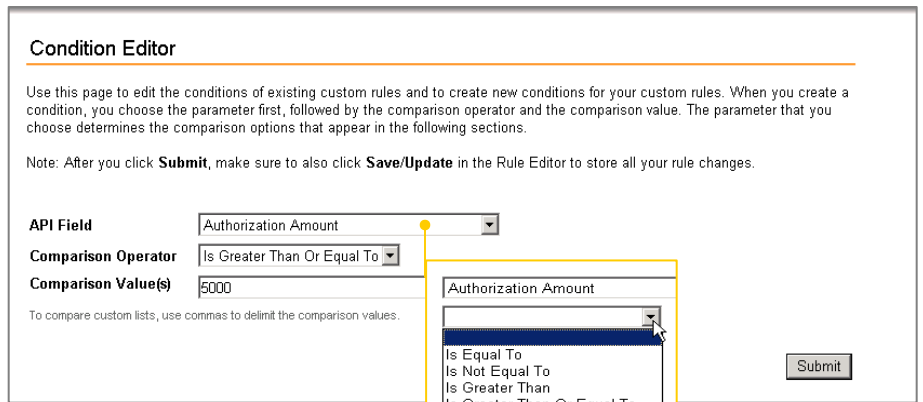 Condition Editor
Use this page to edit the conditions of existing custom rules and to create new conditions for your custom rules. When you create a
condition, you choose the parameter first, followed by the comparison operator and the comparison value. The parameter that you
choose determines the comparison options that appear in the following sections.
Note: After you click Submit, make sure to also click Save/Update in the Rule Editor to store all your rule changes.
API Field Authorization Amount
Comparison Operator Is Greater Than Or Equal To
Comparison Value(s) 5000
To compare custom lists, use commas to delimit the comparison values.
Authorization Amount
Is Equal To
Is Not Equal To
Is Greater Than
Is Greater Than Or Equal To
Submit